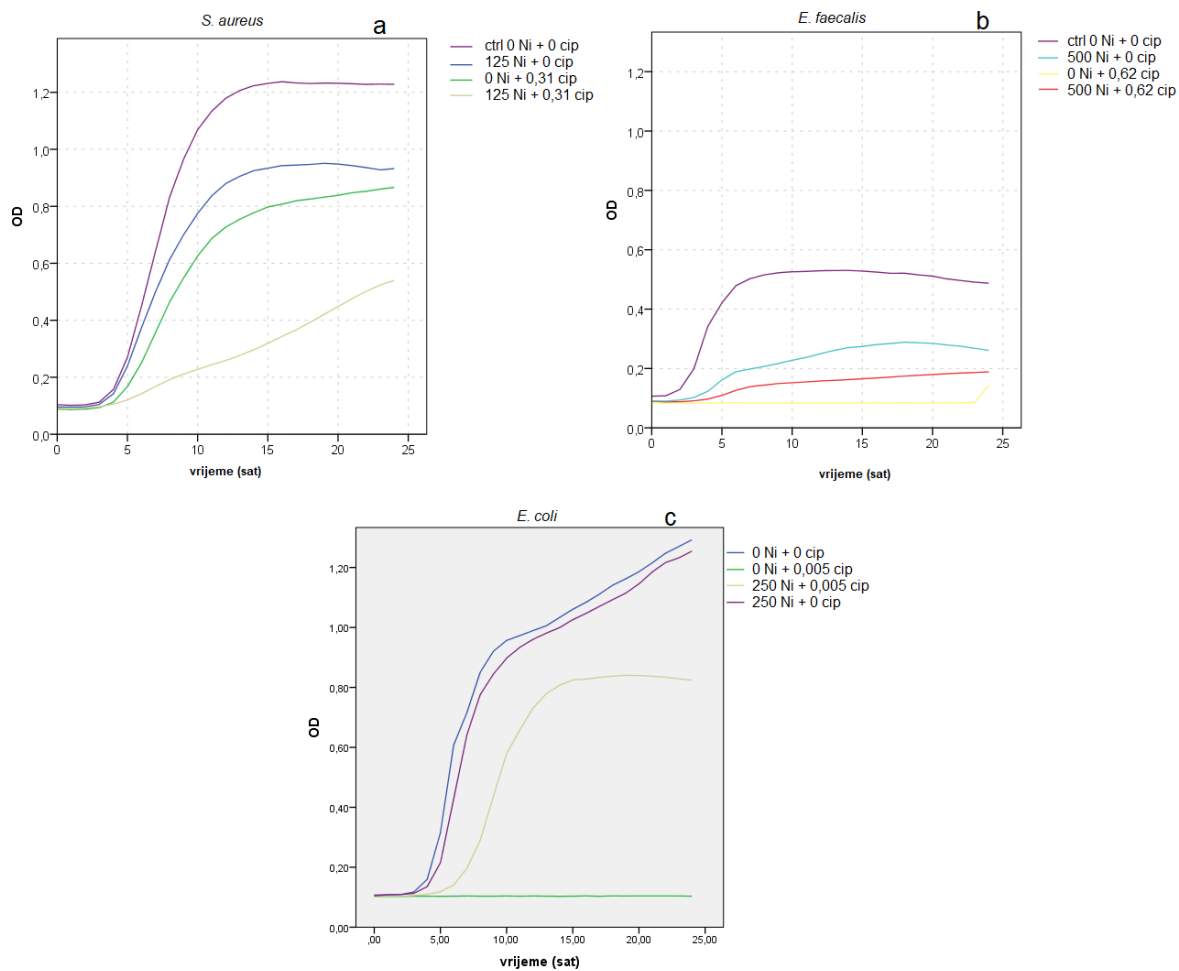 S. aureus
a
ctrl 0 Ni + 0 cip
125 Ni + 0 cip
0 Ni + 0,31 cip
125 Ni + 0,31 cip
OD
1,2
1,0
0,8
0,6
0,4
0,2
0,0
0 5 10 15 20 25
vrijeme (sat)
E. faecalis
b
ctrl 0 Ni + 0 cip
500 Ni + 0 cip
0 Ni + 0,62 cip
500 Ni + 0,62 cip
OD
1,2
1,0
0,8
0,6
0,4
0,2
0,0
0 5 10 15 20 25
vrijeme (sat)
E. coli
c
0 Ni + 0 cip
0 Ni + 0,005 cip
250 Ni + 0,005 cip
250 Ni + 0 cip
OD
1,20
1,00
0,80
0,60
0,40
0,20
0,00
,00 5,00 10,00 15,00 20,00 25,00
vrijeme (sat)